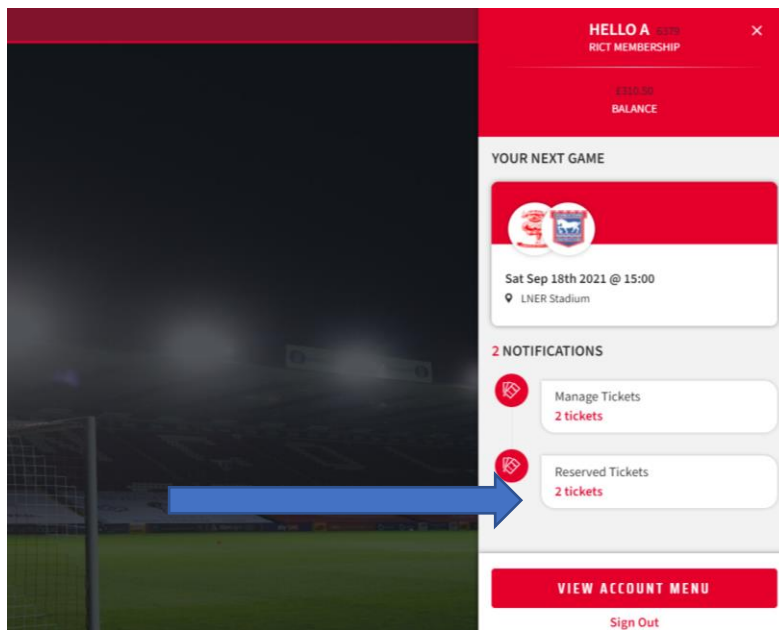 HELLO A
RICT MEMBERSHIP
£310.50
BALANCE
YOUR NEXT GAME
Sat Sep 18th 2021 @ 15:00
LNER Stadium
2 NOTIFICATIONS
Manage Tickets
2 tickets
Reserved Tickets
2 tickets
VIEW ACCOUNT MENU
Sign Out